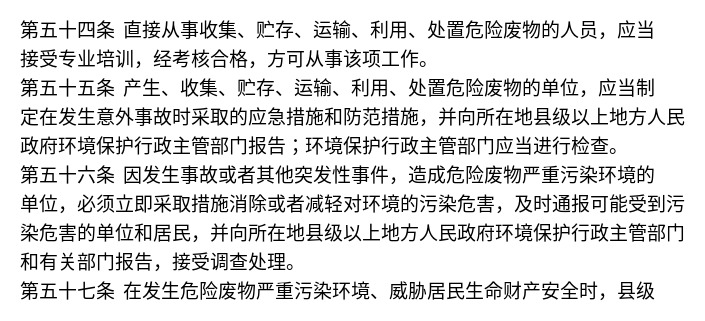 第五十四条 直接从事收集、贮存、运输、利用、处置危险废物的人员，应当
接受专业培训，经考核合格，方可从事该项工作。
第五十五条 产生、收集、贮存、运输、利用、处置危险废物的单位，应当制
定在发生意外事故时采取的应急措施和防范措施，并向所在地县级以上地方人民
政府环境保护行政主管部门报告；环境保护行政主管部门应当进行检查。
第五十六条 因发生事故或者其他突发性事件，造成危险废物严重污染环境的
单位，必须立即采取措施消除或者减轻对环境的污染危害，及时通报可能受到污
染危害的单位和居民，并向所在地县级以上地方人民政府环境保护行政主管部门
和有关部门报告，接受调查处理。
第五十七条 在发生危险废物严重污染环境、威胁居民生命财产安全时，县级